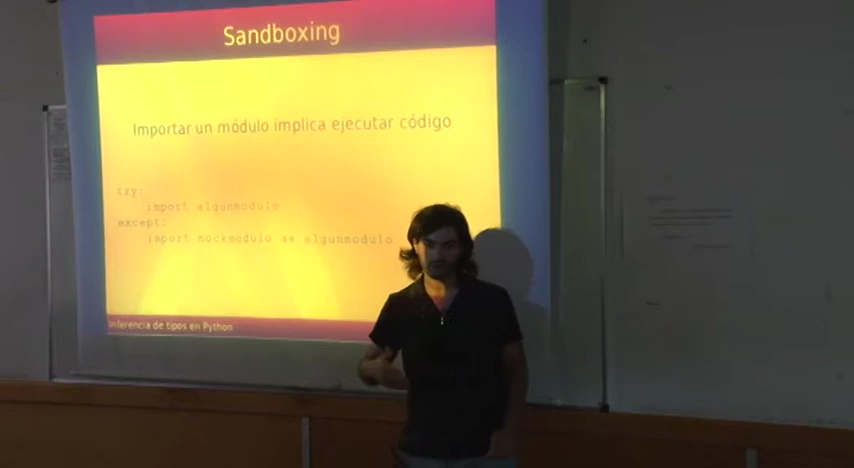 Sandboxing
Importar un módulo implica ejecutar código
try:
import algunmodulo
except:
import mockmodulo as algunmodulo
Inferencia de tipos en Python